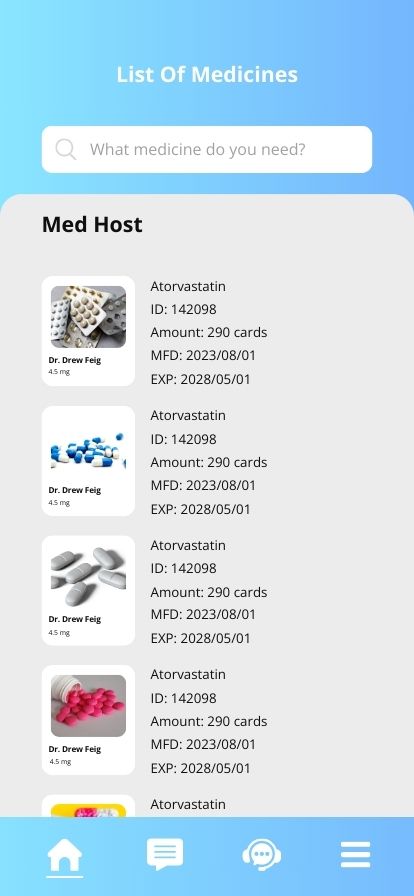 List Of Medicines
What medicine do you need?
Med Host
Dr. Drew Feig
4.5 mg
Atorvastatin
ID: 142098
Amount: 290 cards
MFD: 2023/08/01
EXP: 2028/05/01
Dr. Drew Feig
4.5 mg
Atorvastatin
ID: 142098
Amount: 290 cards
MFD: 2023/08/01
EXP: 2028/05/01
Dr. Drew Feig
4.5 mg
Atorvastatin
ID: 142098
Amount: 290 cards
MFD: 2023/08/01
EXP: 2028/05/01
Dr. Drew Feig
4.5 mg
Atorvastatin
ID: 142098
Amount: 290 cards
MFD: 2023/08/01
EXP: 2028/05/01
Atorvastatin